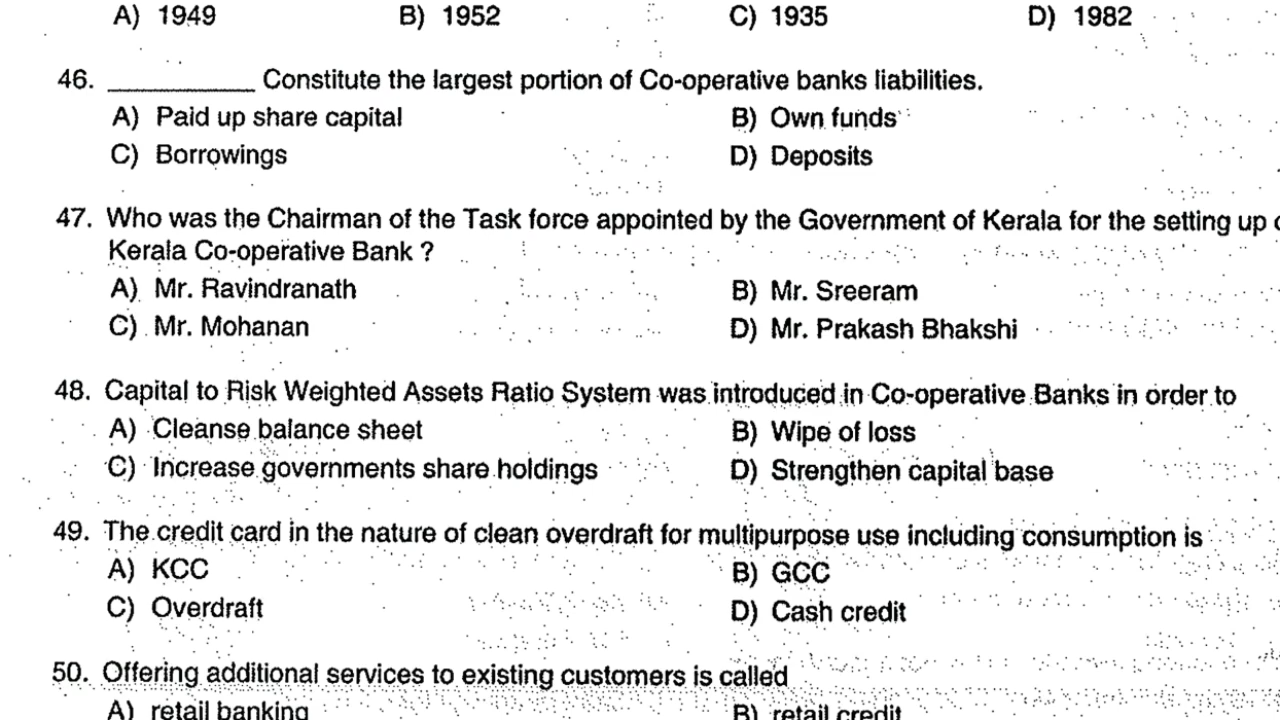 A) 1949 B) 1952 C) 1935 D) 1982
46. __________ Constitute the largest portion of Co-operative banks liabilities.
A) Paid up share capital B) Own funds
C) Borrowings D) Deposits
47. Who was the Chairman of the Task force appointed by the Government of Kerala for the setting up
Kerala Co-operative Bank ?
A) Mr. Ravindranath B) Mr. Sreeram
C) Mr. Mohanan D) Mr. Prakash Bhakshi
48. Capital to Risk Weighted Assets Ratio System was introduced in Co-operative Banks in order to
A) Cleanse balance sheet B) Wipe of loss
C) Increase governments share holdings D) Strengthen capital base
49. The credit card in the nature of clean overdraft for multipurpose use including consumption is
A) KCC B) GCC
C) Overdraft D) Cash credit
50. Offering additional services to existing customers is called
A) retail banking B) retail credit